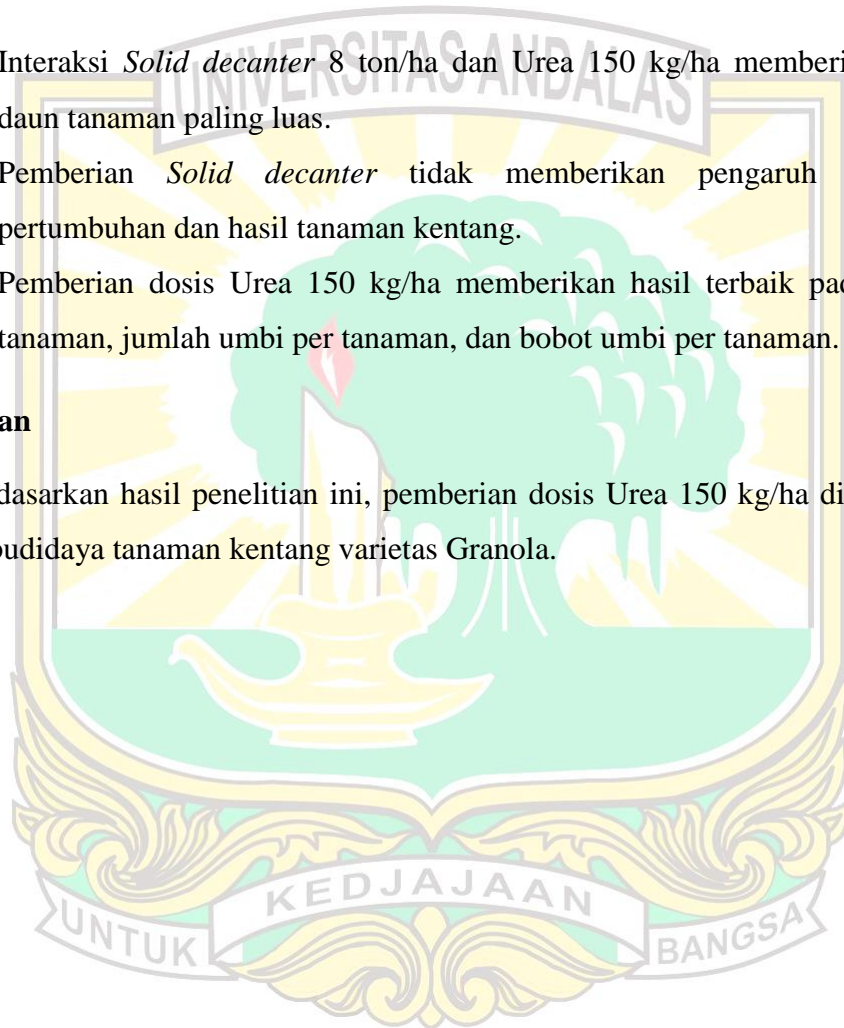 Interaksi Solid decanter 8 ton/ha dan Urea 150 kg/ha memberi
daun tanaman paling luas.
Pemberian Solid decanter tidak memberikan pengaruh
pertumbuhan dan hasil tanaman kentang.
Pemberian dosis Urea 150 kg/ha memberikan hasil terbaik pad
tanaman, jumlah umbi per tanaman, dan bobot umbi per tanaman.
an
dasarkan hasil penelitian ini, pemberian dosis Urea 150 kg/ha di
budidaya tanaman kentang varietas Granola.
UNIVERSITAS ANDALAS
KEDJAJAAN
UNTUK BANGSA